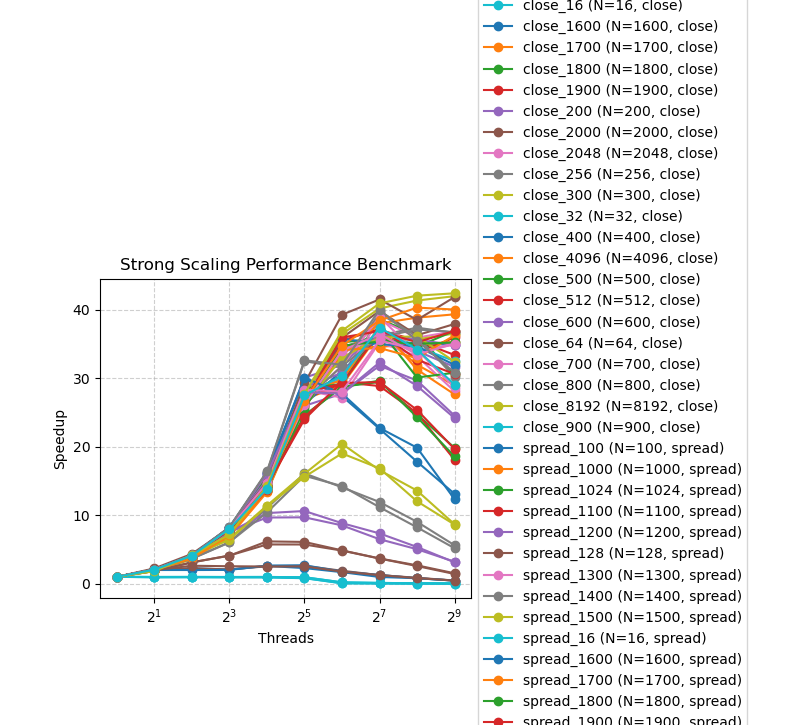 Strong Scaling Performance Benchmark
Speedup
40
30
20
10
0
2^1
2^3
2^5
2^7
2^9
Threads
close_16 (N=16, close)
close_1600 (N=1600, close)
close_1700 (N=1700, close)
close_1800 (N=1800, close)
close_1900 (N=1900, close)
close_200 (N=200, close)
close_2000 (N=2000, close)
close_2048 (N=2048, close)
close_256 (N=256, close)
close_300 (N=300, close)
close_32 (N=32, close)
close_400 (N=400, close)
close_4096 (N=4096, close)
close_500 (N=500, close)
close_512 (N=512, close)
close_600 (N=600, close)
close_64 (N=64, close)
close_700 (N=700, close)
close_800 (N=800, close)
close_8192 (N=8192, close)
close_900 (N=900, close)
spread_100 (N=100, spread)
spread_1000 (N=1000, spread)
spread_1024 (N=1024, spread)
spread_1100 (N=1100, spread)
spread_1200 (N=1200, spread)
spread_128 (N=128, spread)
spread_1300 (N=1300, spread)
spread_1400 (N=1400, spread)
spread_1500 (N=1500, spread)
spread_16 (N=16, spread)
spread_1600 (N=1600, spread)
spread_1700 (N=1700, spread)
spread_1800 (N=1800, spread)
spread_1900 (N=1900, spread)